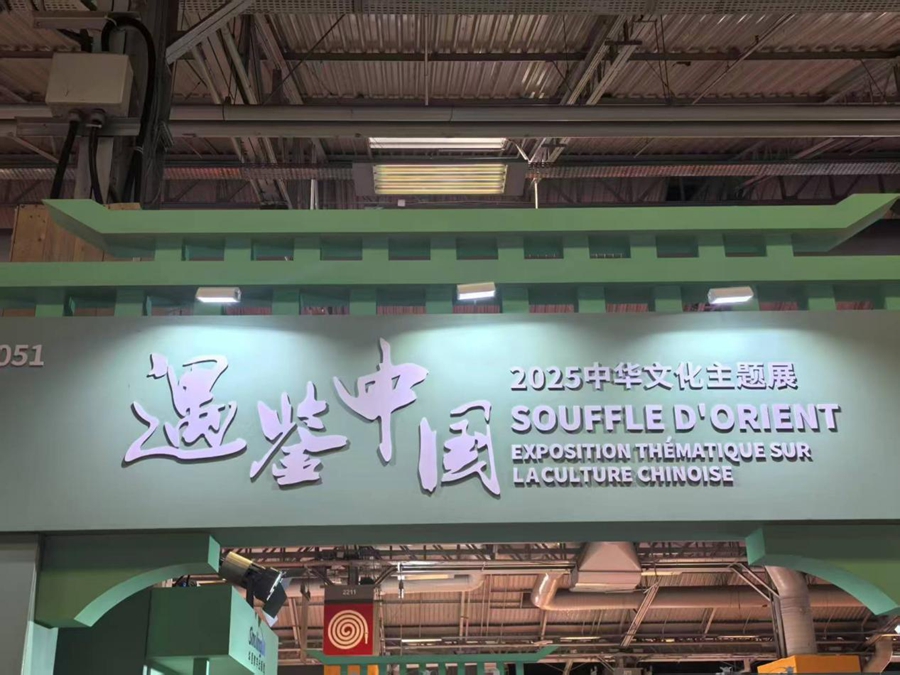 051
遇鉴中国
2025中华文化主题展
SOUFFLE D'ORIENT
EXPOSITION THÉMATIQUE SUR
LA CULTURE CHINOISE
2211